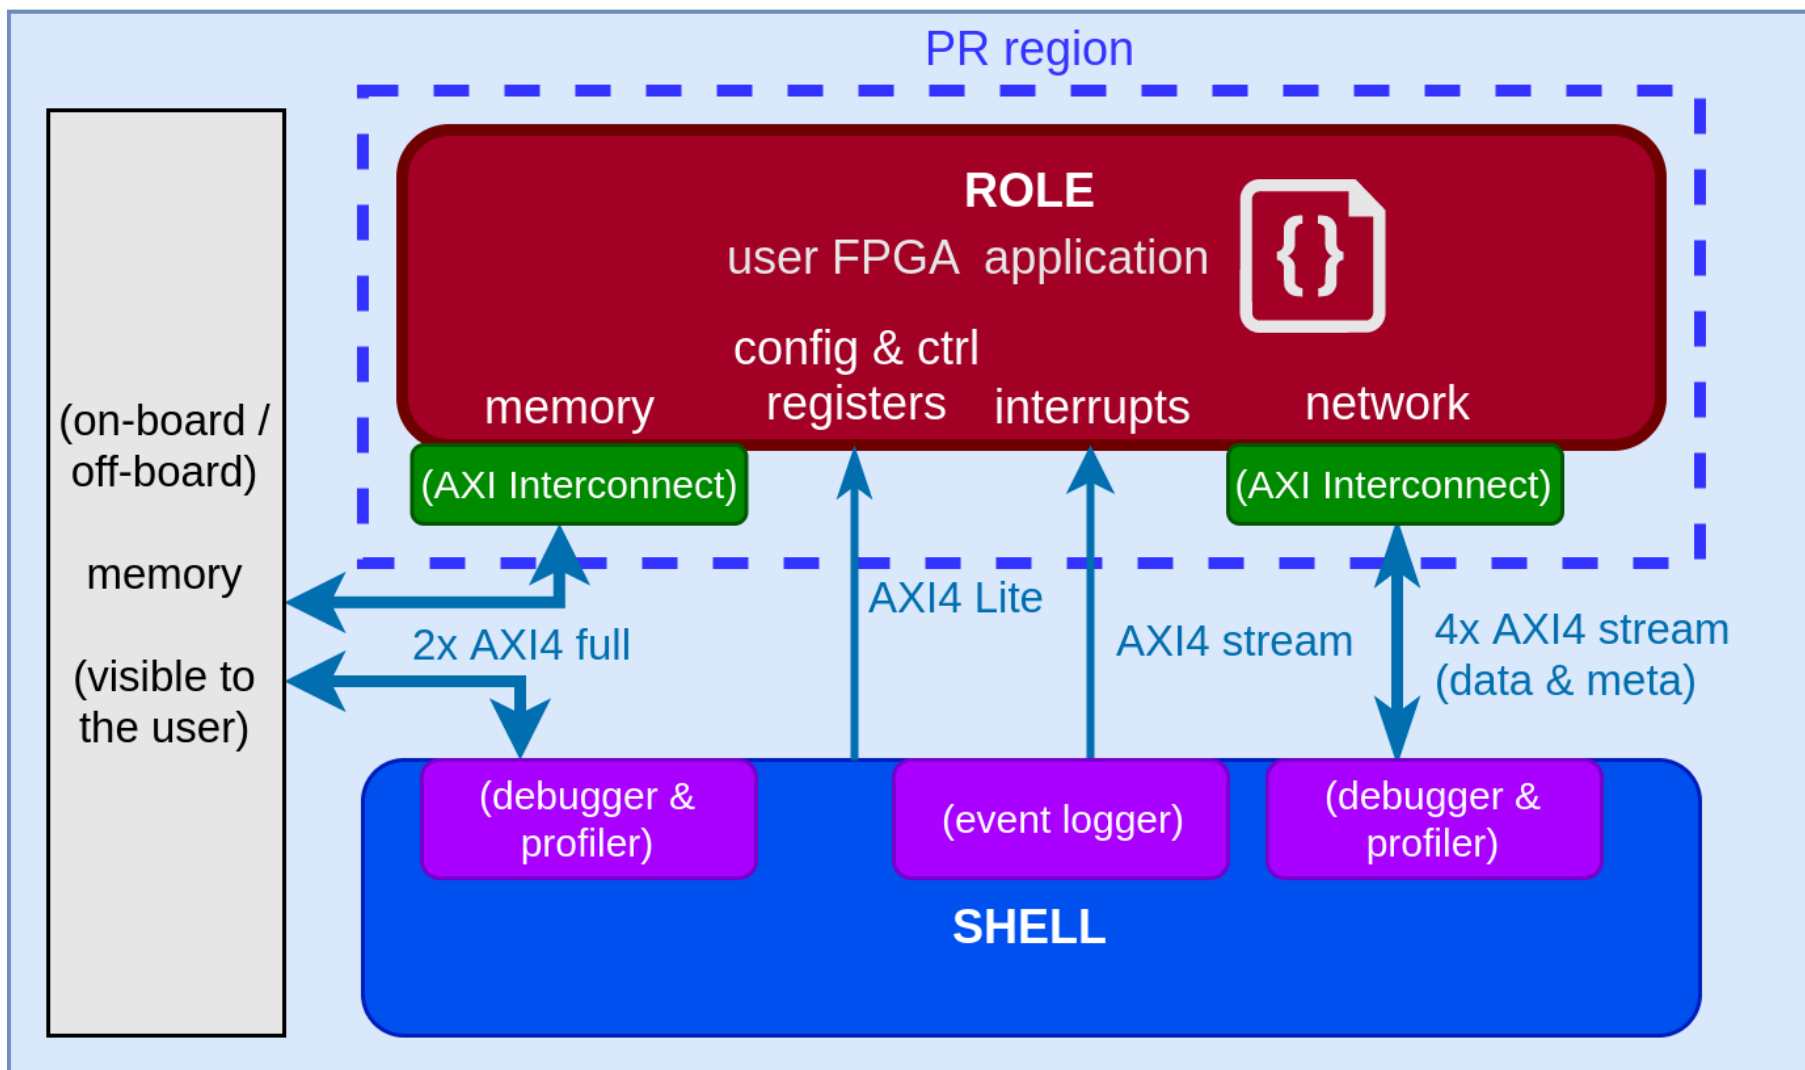 PR region
ROLE
user FPGA  application
config & ctrl
registers
memory
interrupts
network
(AXI Interconnect)
(AXI Interconnect)
(on-board /
off-board)
memory
(visible to
the user)
2x AXI4 full
AXI4 Lite
AXI4 stream
4x AXI4 stream
(data & meta)
(debugger &
profiler)
(event logger)
(debugger &
profiler)
SHELL